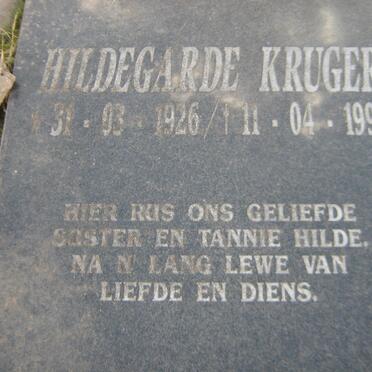 HILDEGARDE KRUGER
* 31 - 03 - 1926 / † 11 - 04 - 199
HIER RUS ONS GELIEFDE
SUSTER EN TANNIE HILDE.
NA N' LANG LEWE VAN
LIEFDE EN DIENS.